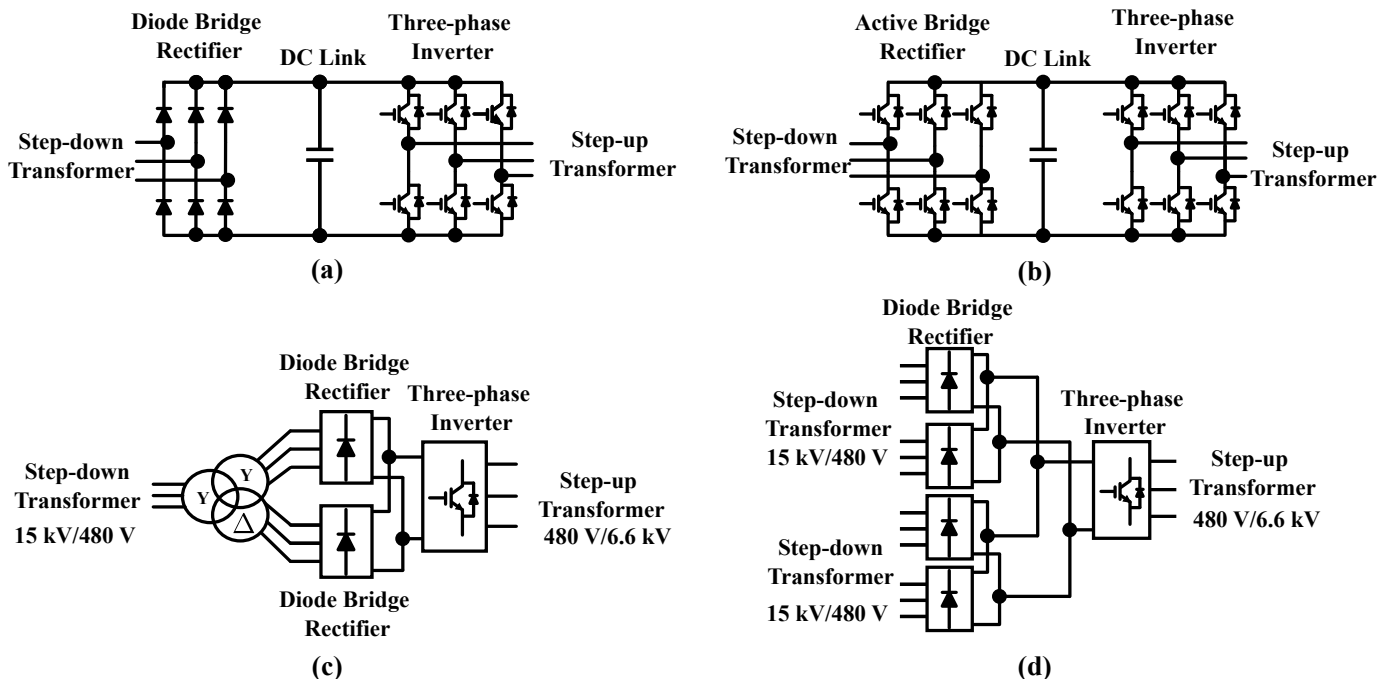 Diode Bridge
Rectifier
DC Link
Three-phase
Inverter
Step-down
Transformer
Step-up
Transformer
(a)
Active Bridge
Rectifier
DC Link
Three-phase
Inverter
Step-down
Transformer
Step-up
Transformer
(b)
Diode Bridge
Rectifier
Three-phase
Inverter
Step-down
Transformer
15 kV/480 V
Y
Y
Δ
Step-up
Transformer
480 V/6.6 kV
Diode Bridge
Rectifier
(c)
Diode Bridge
Rectifier
Step-down
Transformer
15 kV/480 V
Three-phase
Inverter
Step-up
Transformer
480 V/6.6 kV
Step-down
Transformer
15 kV/480 V
(d)